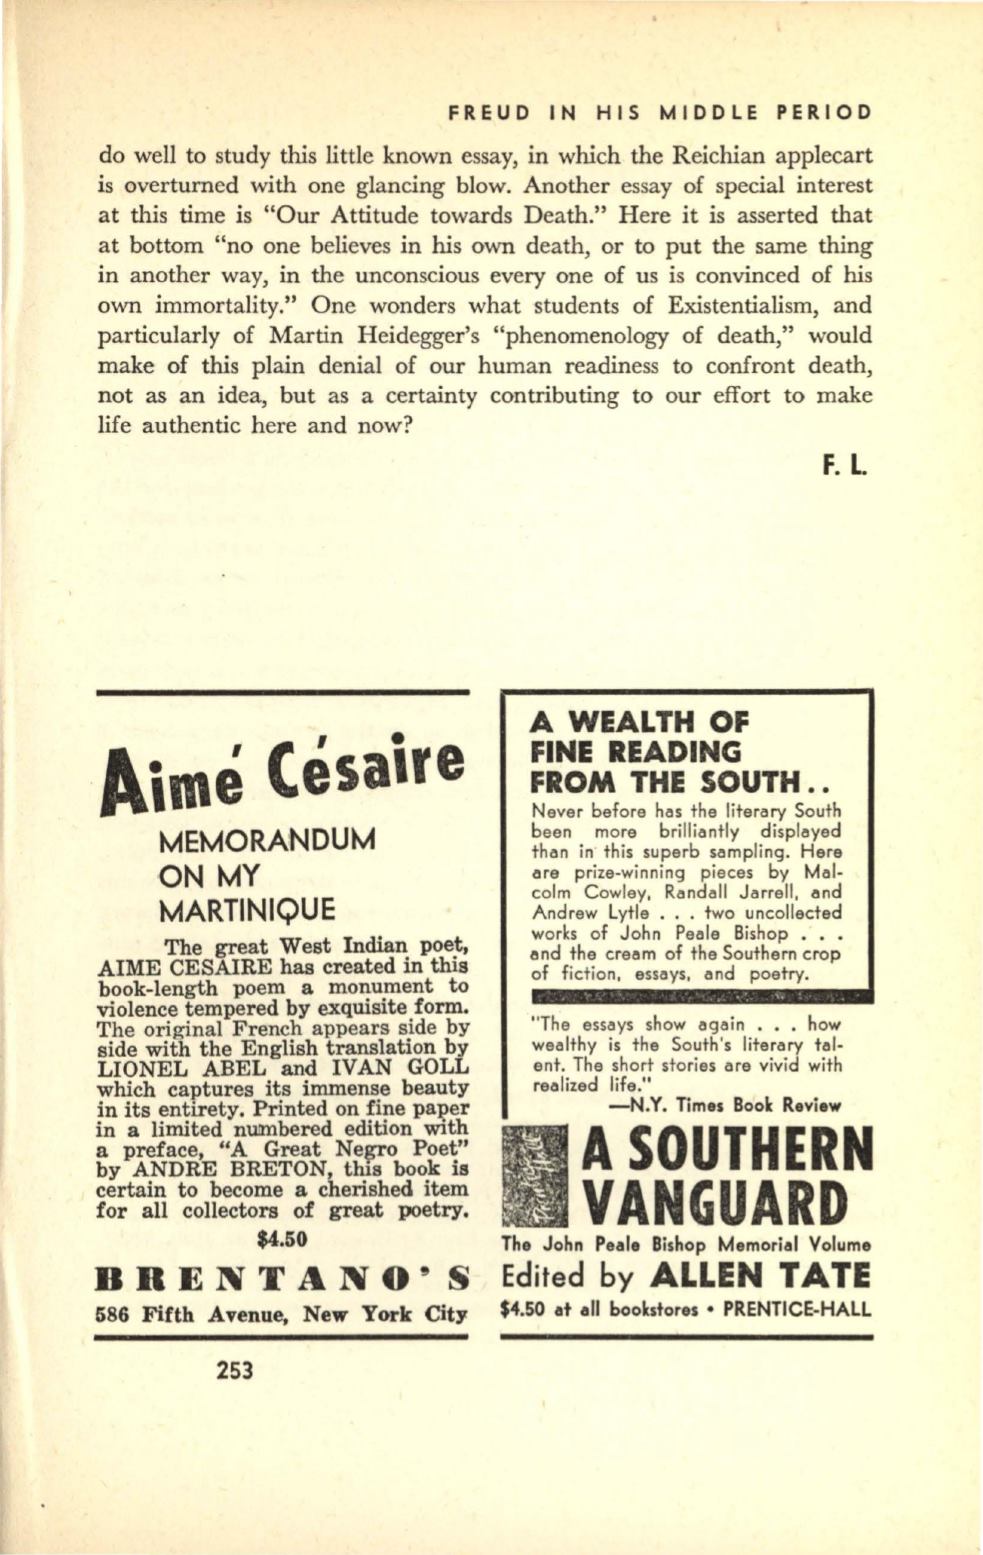 FREUD IN HIS MIDDLE PERIOD
do well to study this little known essay, in which the Reichian applecart
is overturned with one glancing blow. Another essay of special interest
at this time is “Our Attitude towards Death.” Here it is asserted that
at bottom “no one believes in his own death, or to put the same thing
in another way, in the unconscious every one of us is convinced of his
own immortality.” One wonders what students of Existentialism, and
particularly of Martin Heidegger’s “phenomenology of death,” would
make of this plain denial of our human readiness to confront death,
not as an idea, but as a certainty contributing to our effort to make
life authentic here and now?
F. L.
Aimé Césaire
MEMORANDUM
ON MY
MARTINIQUE
The great West Indian poet,
AIME CESAIRE has created in this
book-length poem a monument to
violence tempered by exquisite form.
The original French appears side by
side with the English translation by
LIONEL ABEL and IVAN GOLL
which captures its immense beauty
in its entirety. Printed on fine paper
in a limited numbered edition with
a preface, “A Great Negro Poet”
by ANDRE BRETON, this book is
certain to become a cherished item
for all collectors of great poetry.
$4.50
BRENTANO’S
586 Fifth Avenue, New York City
A WEALTH OF
FINE READING
FROM THE SOUTH..
Never before has the literary South
been more brilliantly displayed
than in this superb sampling. Here
are prize-winning pieces by Mal-
colm Cowley, Randall Jarrell, and
Andrew Lytle . . . two uncollected
works of John Peale Bishop . . .
and the cream of the Southern crop
of fiction, essays, and poetry.
"The essays show again . . . how
wealthy is the South's literary tal-
ent. The short stories are vivid with
realized life."
—N.Y. Times Book Review
A SOUTHERN
VANGUARD
The John Peale Bishop Memorial Volume
Edited by ALLEN TATE
$4.50 at all bookstores • PRENTICE-HALL
253